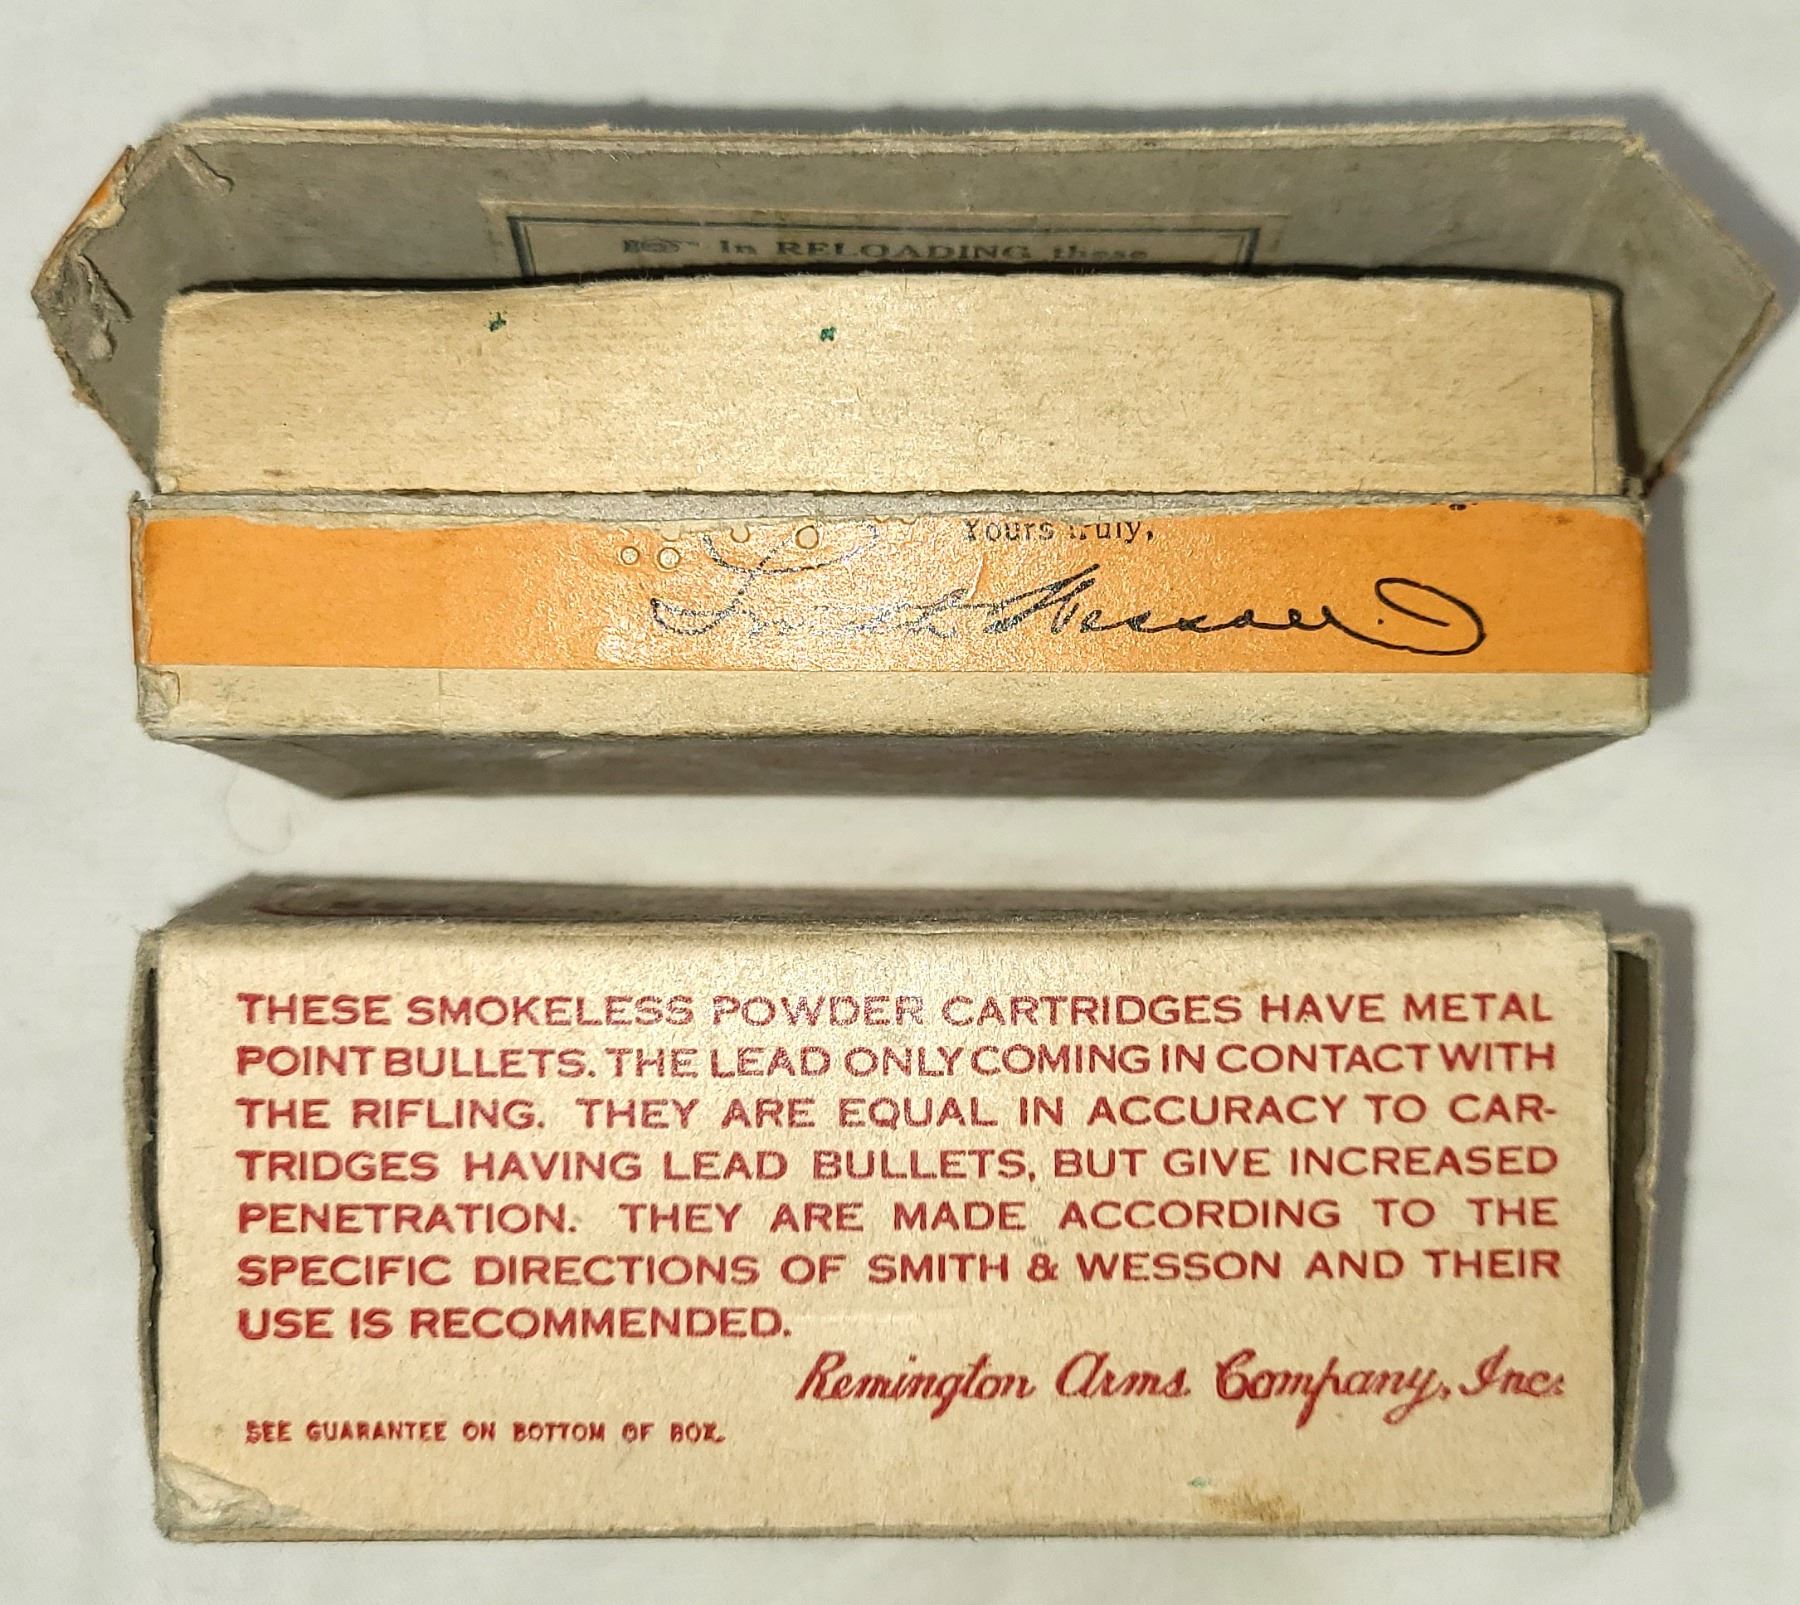 In RELOADING these
Yours truly,
Smith & Wesson
THESE SMOKELESS POWDER CARTRIDGES HAVE METAL
POINT BULLETS. THE LEAD ONLY COMING IN CONTACT WITH
THE RIFLING. THEY ARE EQUAL IN ACCURACY TO CAR-
TRIDGES HAVING LEAD BULLETS, BUT GIVE INCREASED
PENETRATION. THEY ARE MADE ACCORDING TO THE
SPECIFIC DIRECTIONS OF SMITH & WESSON AND THEIR
USE IS RECOMMENDED.
Remington Arms Company, Inc.
SEE GUARANTEE ON BOTTOM OF BOX.